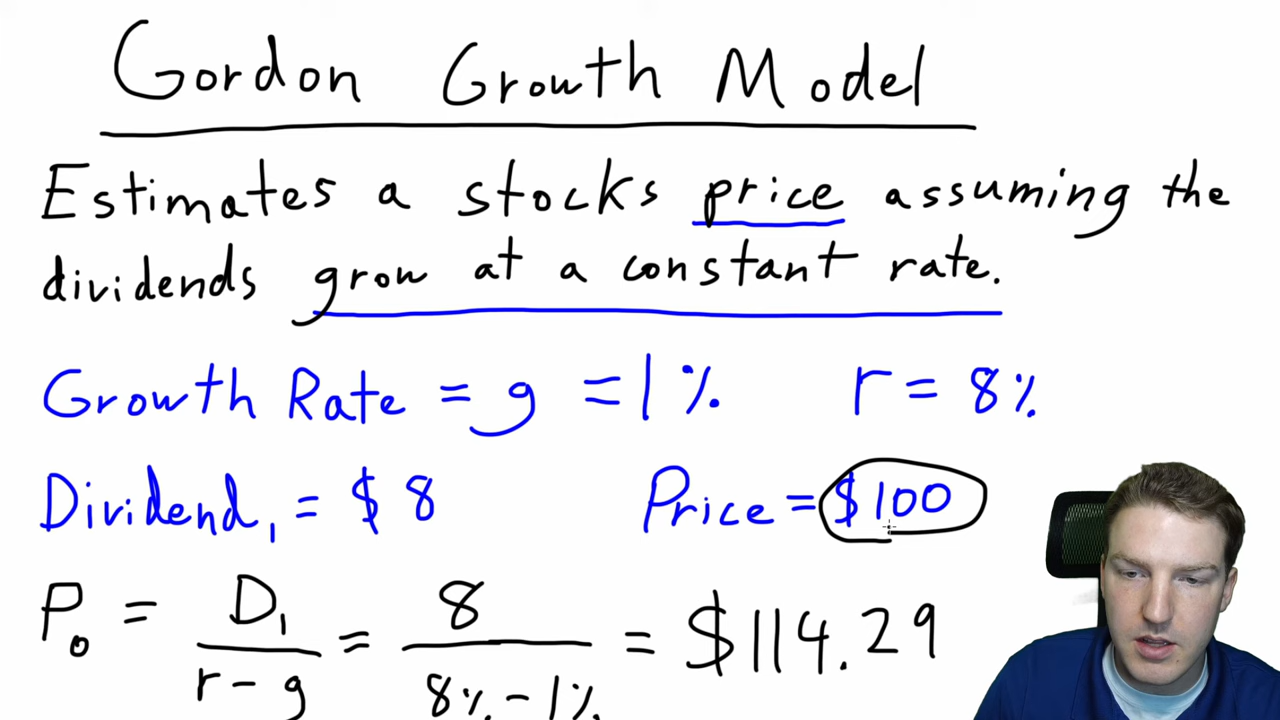 Gordon Growth Model
Estimates a stocks price assuming the
dividends grow at a constant rate.
Growth Rate = g = 1% r = 8%
Dividend₁ = $8 Price = $100
P₀ = D₁ / r - g = 8 / 8% - 1% = $114.29